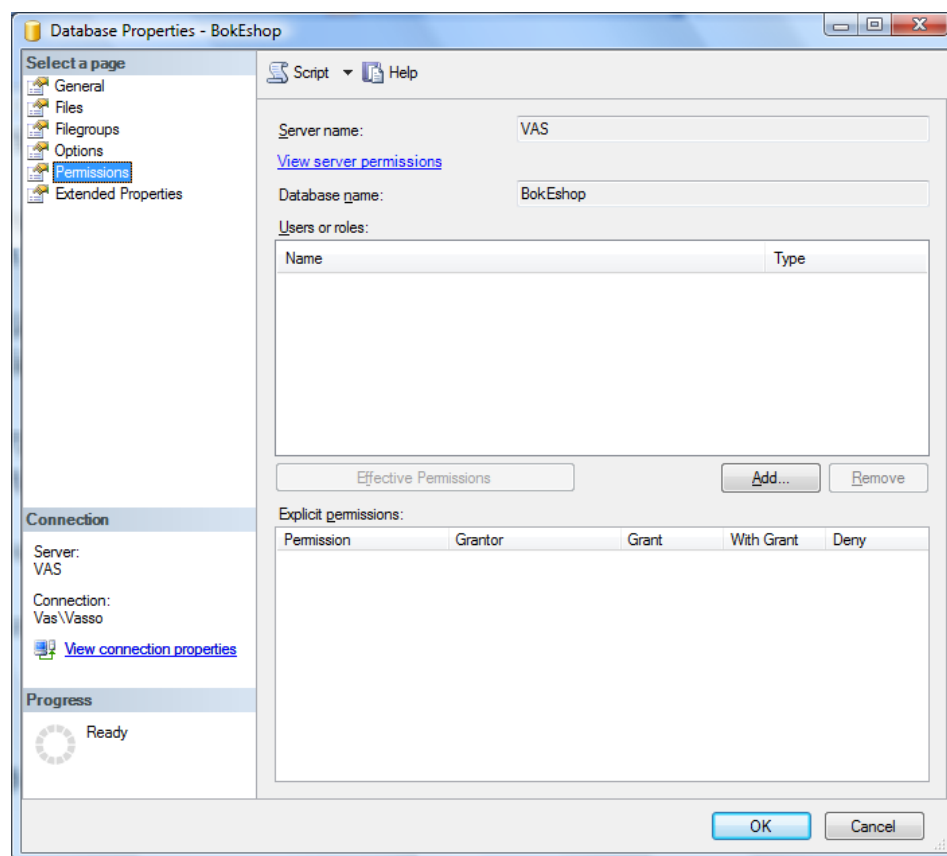 Database Properties - BokEshop
Select a page
General
Files
Filegroups
Options
Permissions
Extended Properties
Script
Help
Server name:
VAS
View server permissions
Database name:
BokEshop
Users or roles:
Name
Type
Effective Permissions
Add...
Remove
Explicit permissions:
Permission
Grantor
Grant
With Grant
Deny
Connection
Server:
VAS
Connection:
Vas\Vasso
View connection properties
Progress
Ready
OK
Cancel